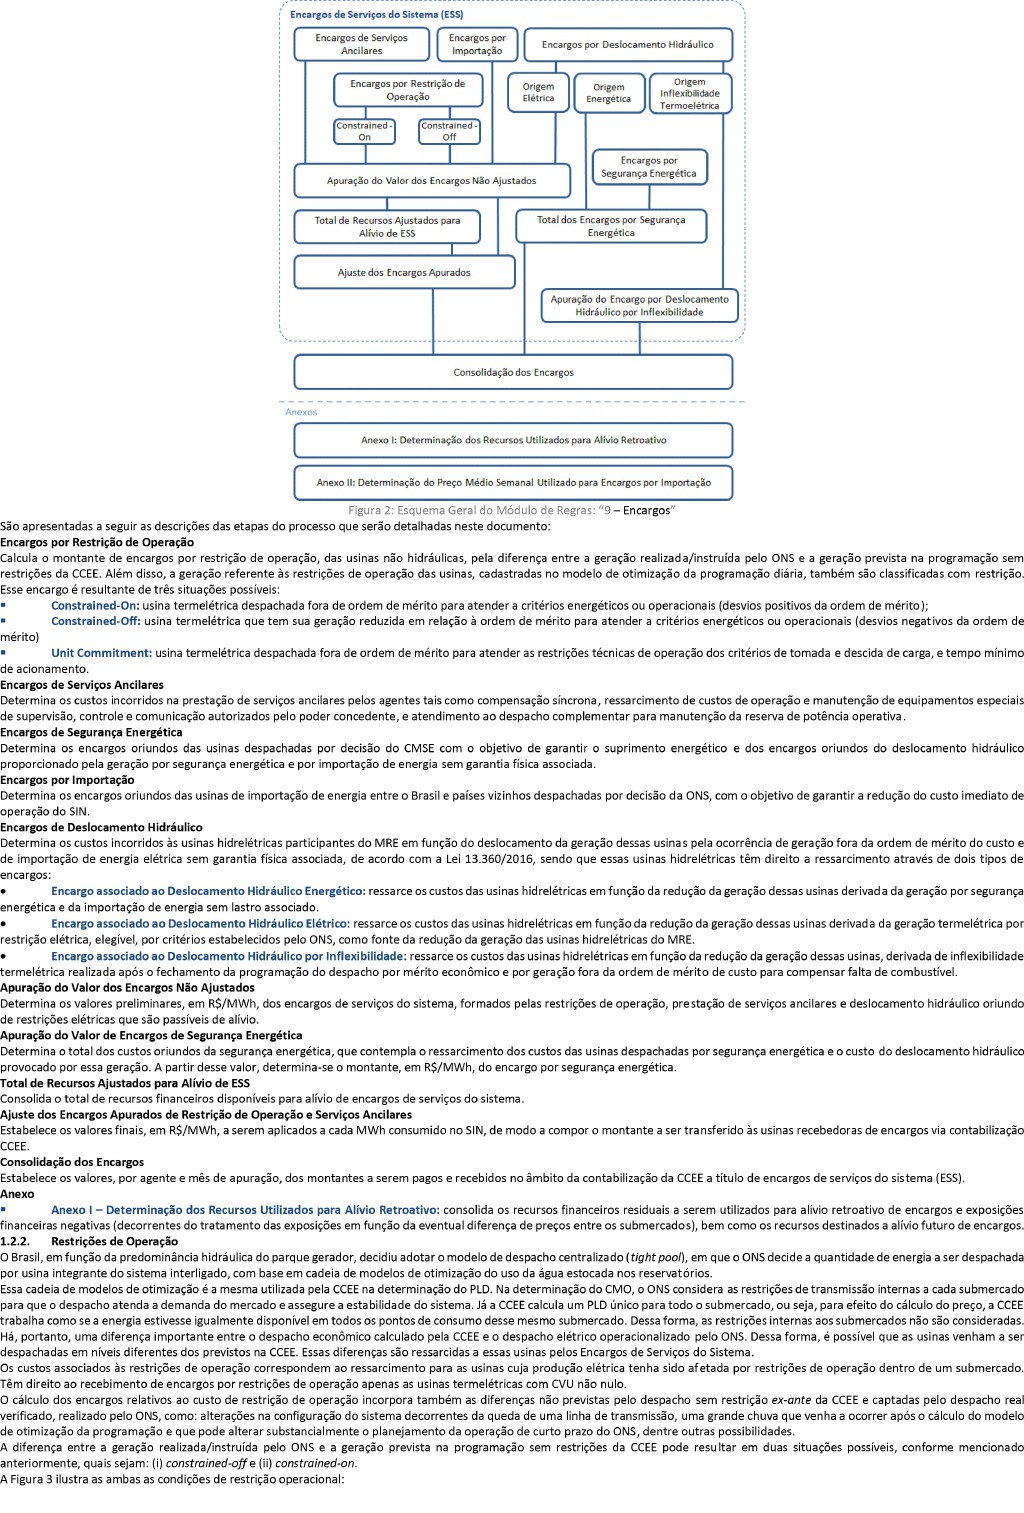 Encargos de Serviços do Sistema (ESS)
Encargos de Serviços
Ancilares
Encargos por
Importação
Encargos por Deslocamento Hidráulico
Encargos por Restrição de
Operação
Origem
Elétrica
Origem
Energética
Origem
Inflexibilidade
Termoelétrica
Constrained -
On
Constrained -
Off
Encargos por
Segurança Energética
Apuração do Valor dos Encargos Não Ajustados
Total de Recursos Ajustados para
Alívio de ESS
Total dos Encargos por Segurança
Energética
Ajuste dos Encargos Apurados
Apuração do Encargo por Deslocamento
Hidráulico por Inflexibilidade
Consolidação dos Encargos
Anexos
Anexo I: Determinação dos Recursos Utilizados para Alívio Retroativo
Anexo II: Determinação do Preço Médio Semanal Utilizado para Encargos por Importação
Figura 2: Esquema Geral do Módulo de Regras: “9 – Encargos”
São apresentadas a seguir as descrições das etapas do processo que serão detalhadas neste documento:
Encargos por Restrição de Operação
Calcula o montante de encargos por restrição de operação, das usinas não hidráulicas, pela diferença entre a geração realizada/instruída pelo ONS e a geração prevista na programação sem
restrições da CCEE. Além disso, a geração referente às restrições de operação das usinas, cadastradas no modelo de otimização da programação diária, também são classificadas com restrição.
Esse encargo é resultante de três situações possíveis:
▪ Constrained-On: usina termelétrica despachada fora de ordem de mérito para atender a critérios energéticos ou operacionais (desvios positivos da ordem de mérito);
▪ Constrained-Off: usina termelétrica que tem sua geração reduzida em relação à ordem de mérito para atender a critérios energéticos ou operacionais (desvios negativos da ordem de
mérito)
▪ Unit Commitment: usina termelétrica despachada fora de ordem de mérito para atender as restrições técnicas de operação dos critérios de tomada e descida de carga, e tempo mínimo
de acionamento.
Encargos de Serviços Ancilares
Determina os custos incorridos na prestação de serviços ancilares pelos agentes tais como compensação síncrona, ressarcimento de custos de operação e manutenção de equipamentos especiais
de supervisão, controle e comunicação autorizados pelo poder concedente, e atendimento ao despacho complementar para manutenção da reserva de potência operativa.
Encargos de Segurança Energética
Determina os encargos oriundos das usinas despachadas por decisão do CMSE com o objetivo de garantir o suprimento energético e dos encargos oriundos do deslocamento hidráulico
proporcionado pela geração por segurança energética e por importação de energia sem garantia física associada.
Encargos por Importação
Determina os encargos oriundos das usinas de importação de energia entre o Brasil e países vizinhos despachadas por decisão da ONS, com o objetivo de garantir a redução do custo imediato de
operação do SIN.
Encargos de Deslocamento Hidráulico
Determina os custos incorridos às usinas hidrelétricas participantes do MRE em função do deslocamento da geração dessas usinas pela ocorrência de geração fora da ordem de mérito do custo e
de importação de energia elétrica sem garantia física associada, de acordo com a Lei 13.360/2016, sendo que essas usinas hidrelétricas têm direito a ressarcimento através de dois tipos de
encargos:
• Encargo associado ao Deslocamento Hidráulico Energético: ressarce os custos das usinas hidrelétricas em função da redução da geração dessas usinas derivada da geração por segurança
energética e da importação de energia sem lastro associado.
• Encargo associado ao Deslocamento Hidráulico Elétrico: ressarce os custos das usinas hidrelétricas em função da redução da geração dessas usinas derivada da geração termelétrica por
restrição elétrica, elegível, por critérios estabelecidos pelo ONS, como fonte da redução da geração das usinas hidrelétricas do MRE.
• Encargo associado ao Deslocamento Hidráulico por Inflexibilidade: ressarce os custos das usinas hidrelétricas em função da redução da geração dessas usinas, derivada de inflexibilidade
termelétrica realizada após o fechamento da programação do despacho por mérito econômico e por geração fora da ordem de mérito de custo para compensar falta de combustível.
Apuração do Valor dos Encargos Não Ajustados
Determina os valores preliminares, em R$/MWh, dos encargos de serviços do sistema, formados pelas restrições de operação, prestação de serviços ancilares e deslocamento hidráulico oriundo
de restrições elétricas que são passíveis de alívio.
Apuração do Valor de Encargos de Segurança Energética
Determina o total dos custos oriundos da segurança energética, que contempla o ressarcimento dos custos das usinas despachadas por segurança energética e o custo do deslocamento hidráulico
provocado por essa geração. A partir desse valor, determina-se o montante, em R$/MWh, do encargo por segurança energética.
Total de Recursos Ajustados para Alívio de ESS
Consolida o total de recursos financeiros disponíveis para alívio de encargos de serviços do sistema.
Ajuste dos Encargos Apurados de Restrição de Operação e Serviços Ancilares
Estabelece os valores finais, em R$/MWh, a serem aplicados a cada MWh consumido no SIN, de modo a compor o montante a ser transferido às usinas recebedoras de encargos via contabilização
CCEE.
Consolidação dos Encargos
Estabelece os valores, por agente e mês de apuração, dos montantes a serem pagos e recebidos no âmbito da contabilização da CCEE a título de encargos de serviços do sistema (ESS).
Anexo
▪ Anexo I – Determinação dos Recursos Utilizados para Alívio Retroativo: consolida os recursos financeiros residuais a serem utilizados para alívio retroativo de encargos e exposições
financeiras negativas (decorrentes do tratamento das exposições em função da eventual diferença de preços entre os submercados), bem como os recursos destinados a alívio futuro de encargos.
1.2.2. Restrições de Operação
O Brasil, em função da predominância hidráulica do parque gerador, decidiu adotar o modelo de despacho centralizado (tight pool), em que o ONS decide a quantidade de energia a ser despachada
por usina integrante do sistema interligado, com base em cadeia de modelos de otimização do uso da água estocada nos reservatórios.
Essa cadeia de modelos de otimização é a mesma utilizada pela CCEE na determinação do PLD. Na determinação do CMO, o ONS considera as restrições de transmissão internas a cada submercado
para que o despacho atenda a demanda do mercado e assegure a estabilidade do sistema. Já a CCEE calcula um PLD único para todo o submercado, ou seja, para efeito do cálculo do preço, a CCEE
trabalha como se a energia estivesse igualmente disponível em todos os pontos de consumo desse mesmo submercado. Dessa forma, as restrições internas aos submercados não são consideradas.
Há, portanto, uma diferença importante entre o despacho econômico calculado pela CCEE e o despacho elétrico operacionalizado pelo ONS. Dessa forma, é possível que as usinas venham a ser
despachadas em níveis diferentes dos previstos na CCEE. Essas diferenças são ressarcidas a essas usinas pelos Encargos de Serviços do Sistema.
Os custos associados às restrições de operação correspondem ao ressarcimento para as usinas cuja produção elétrica tenha sido afetada por restrições de operação dentro de um submercado.
Têm direito ao recebimento de encargos por restrições de operação apenas as usinas termelétricas com CVU não nulo.
O cálculo dos encargos relativos ao custo de restrição de operação incorpora também as diferenças não previstas pelo despacho sem restrição ex-ante da CCEE e captadas pelo despacho real
verificado, realizado pelo ONS, como: alterações na configuração do sistema decorrentes da queda de uma linha de transmissão, uma grande chuva que venha a ocorrer após o cálculo do modelo
de otimização da programação e que pode alterar substancialmente o planejamento da operação de curto prazo do ONS, dentre outras possibilidades.
A diferença entre a geração realizada/instruída pelo ONS e a geração prevista na programação sem restrições da CCEE pode resultar em duas situações possíveis, conforme mencionado
anteriormente, quais sejam: (i) constrained-off e (ii) constrained-on.
A Figura 3 ilustra as ambas as condições de restrição operacional: